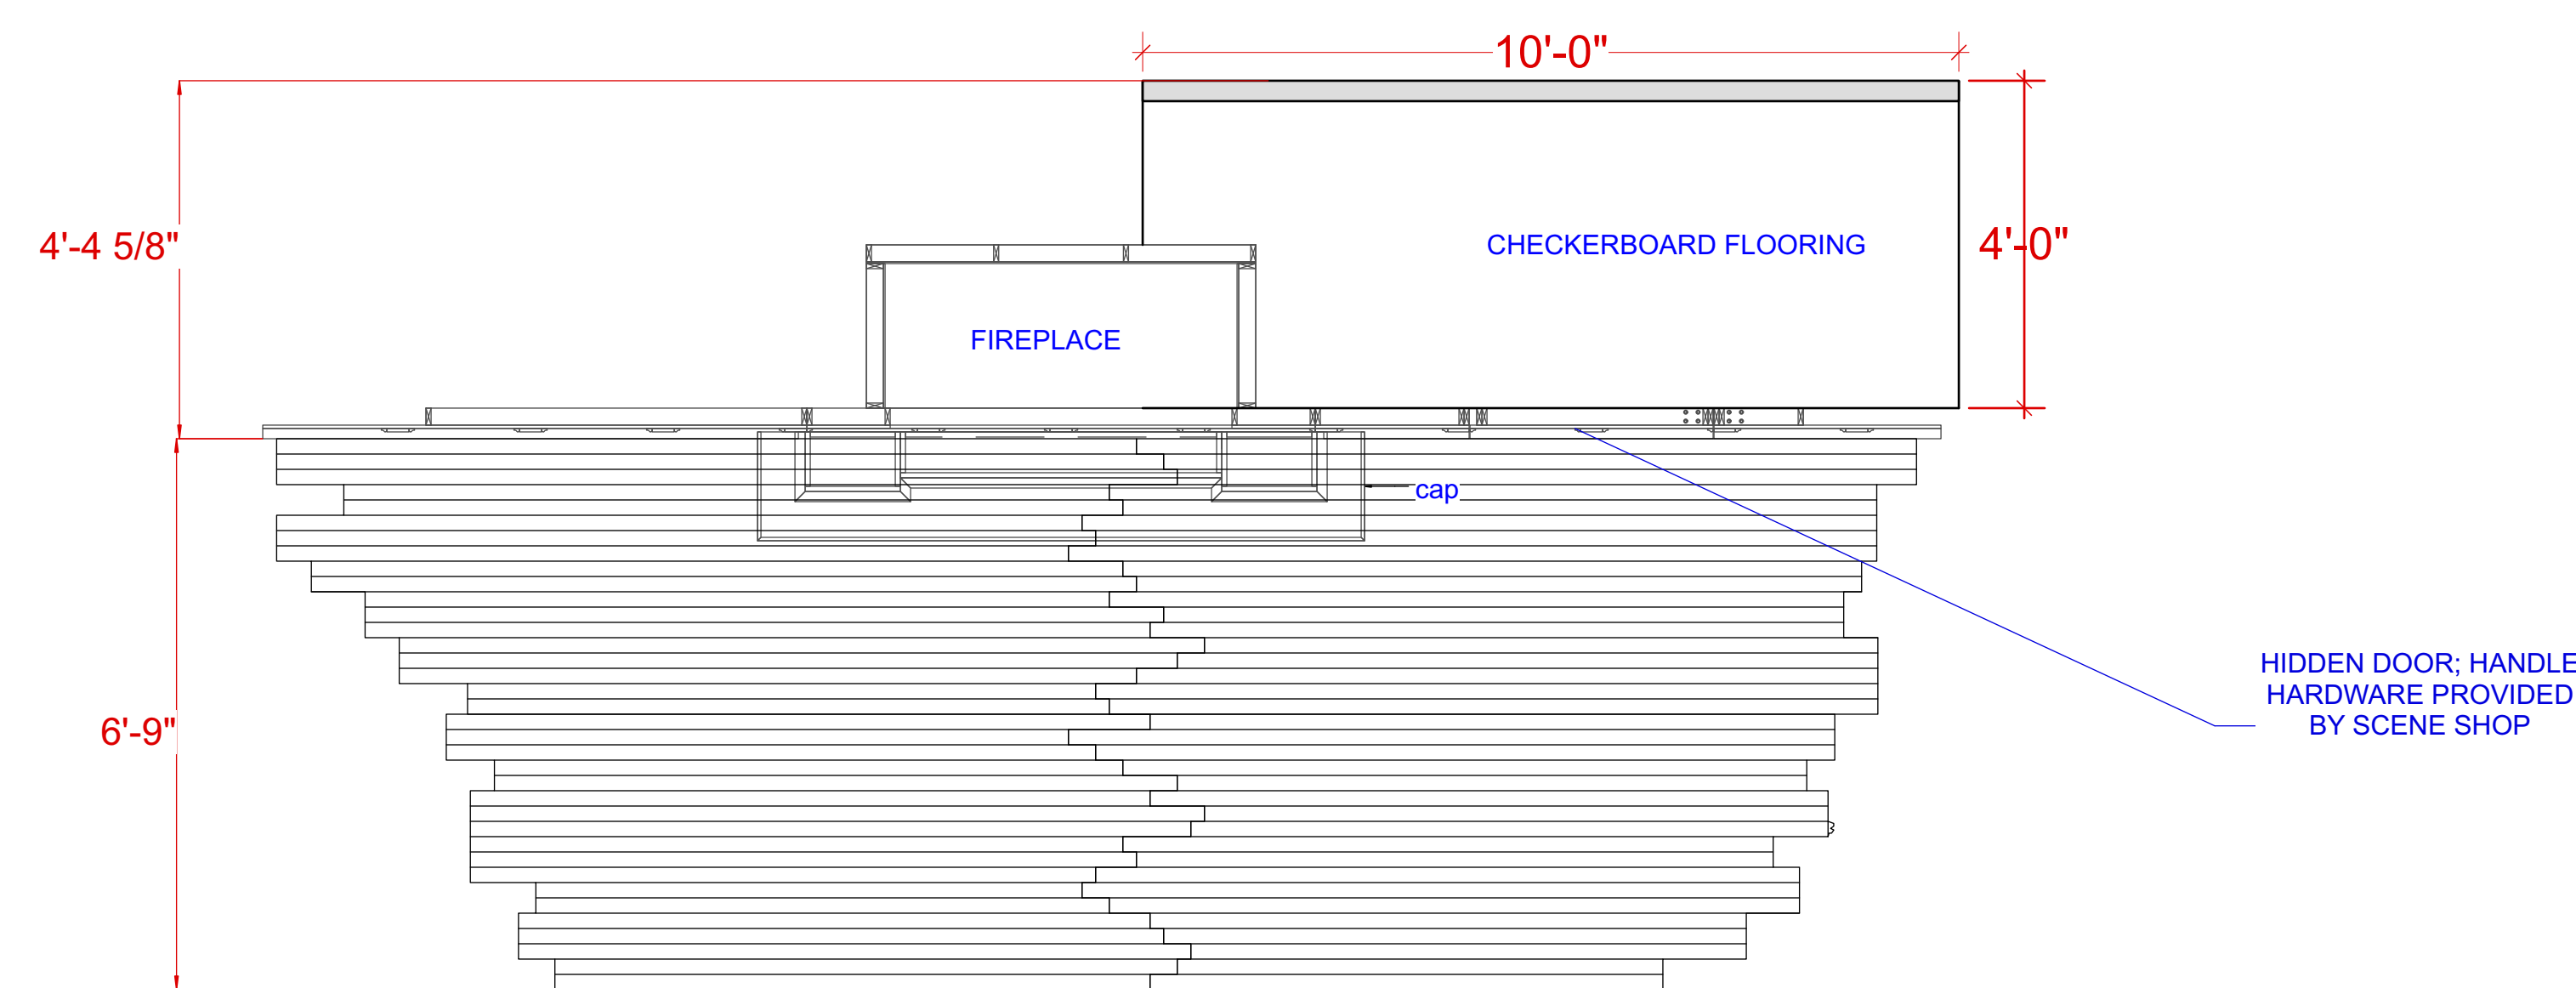 10'-0"
4'-4 5/8"
CHECKERBOARD FLOORING
4'-0"
FIREPLACE
cap
HIDDEN DOOR; HANDLE
HARDWARE PROVIDED
BY SCENE SHOP
6'-9"